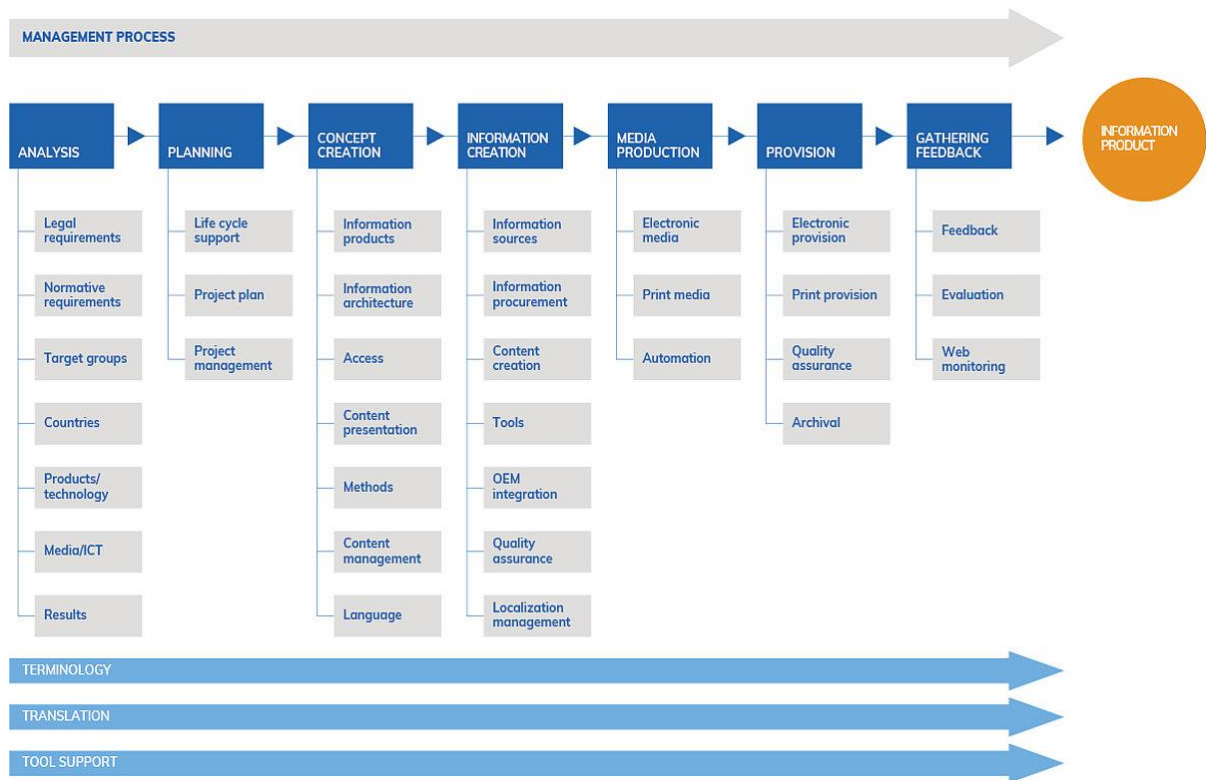 MANAGEMENT PROCESS
ANALYSIS
PLANNING
CONCEPT
CREATION
INFORMATION
CREATION
MEDIA
PRODUCTION
PROVISION
GATHERING
FEEDBACK
INFORMATION
PRODUCT
Legal
requirements
Normative
requirements
Target groups
Countries
Products/
technology
Media/ICT
Results
Life cycle
support
Project plan
Project
management
Information
products
Information
architecture
Access
Content
presentation
Methods
Content
management
Language
Information
sources
Information
procurement
Content
creation
Tools
OEM
integration
Quality
assurance
Localization
management
Electronic
media
Print media
Automation
Electronic
provision
Print provision
Quality
assurance
Archival
Feedback
Evaluation
Web
monitoring
TERMINOLOGY
TRANSLATION
TOOL SUPPORT